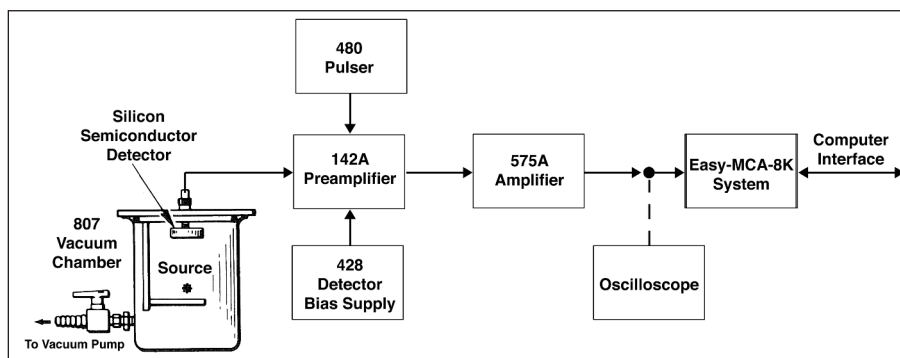 480
Pulser
Silicon
Semiconductor
Detector
142A
Preamplifier
575A
Amplifier
Easy-MCA-8K
System
Computer
Interface
807
Vacuum
Chamber
Source
428
Detector
Bias Supply
Oscilloscope
To Vacuum Pump